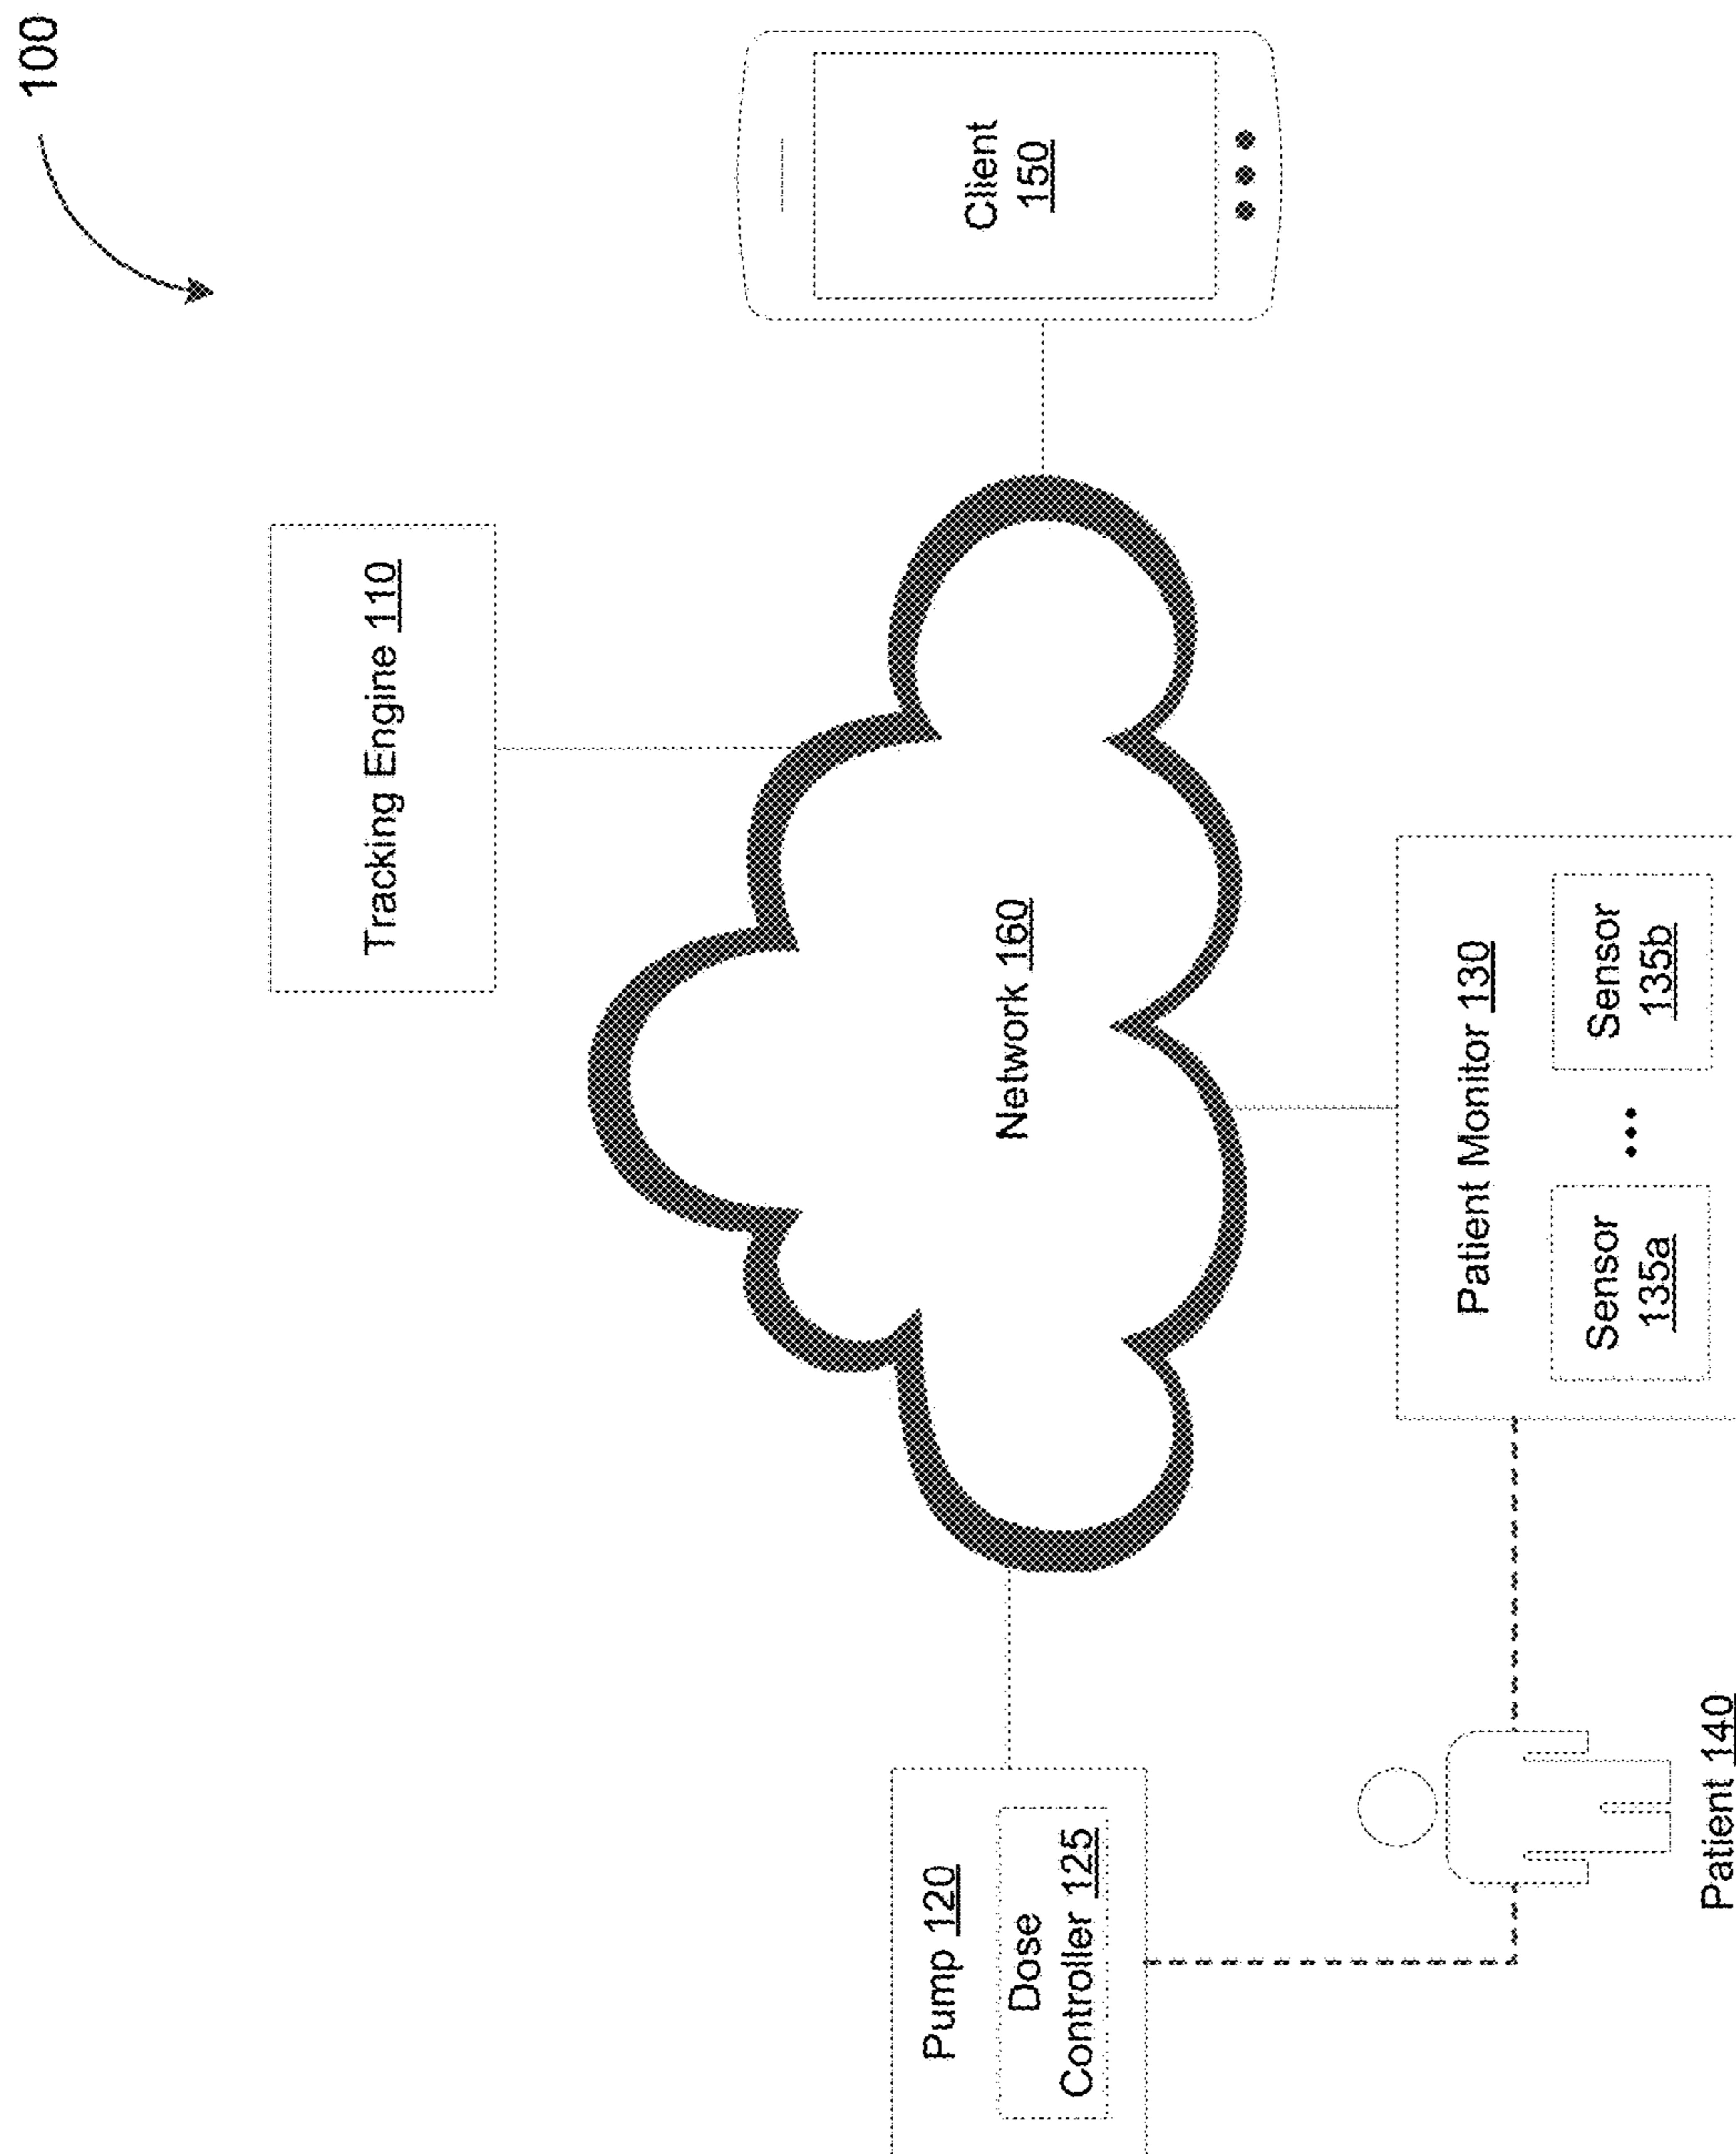 100
Tracking Engine 110
Pump 120
Dose
Controller 125
Network 160
Client
150
Patient Monitor 130
Sensor
135a
Sensor
135b
Patient 140